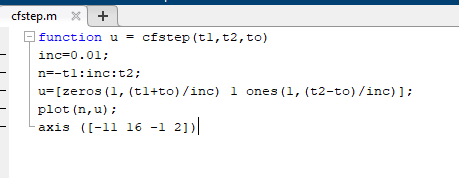 cfstep.m
function u = cfstep(t1,t2,to)
inc=0.01;
n=-t1:inc:t2;
u=[zeros(1,(t1+to)/inc) 1 ones(1,(t2-to)/inc)];
plot(n,u);
axis ([-11 16 -1 2])